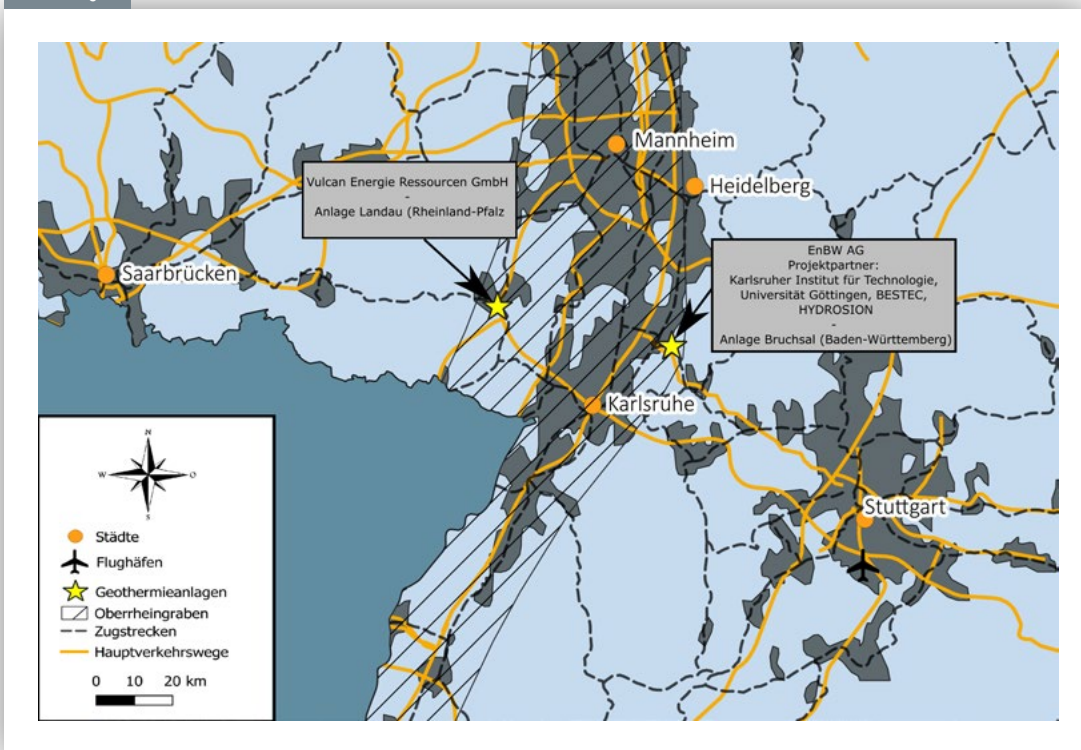 Mannheim
Heidelberg
Vulcan Energie Ressourcen GmbH
-
Anlage Landau (Rheinland-Pfalz
EnBW AG
Projektpartner:
Karlsruher Institut für Technologie,
Universität Göttingen, BESTEC,
HYDROSION
-
Anlage Bruchsal (Baden-Württemberg)
Saarbrücken
Karlsruhe
Stuttgart
N
W
O
S
Städte
Flughäfen
Geothermieanlagen
Oberrheingraben
Zugstrecken
Hauptverkehrswege
0 10 20 km